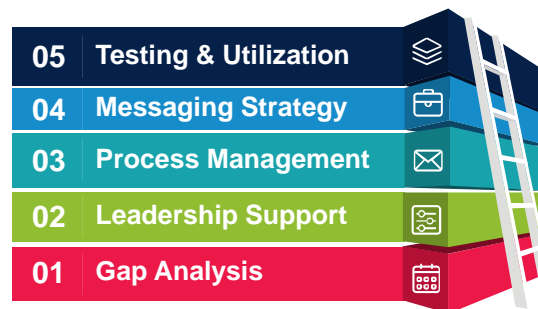 05 Testing & Utilization
04 Messaging Strategy
03 Process Management
02 Leadership Support
01 Gap Analysis